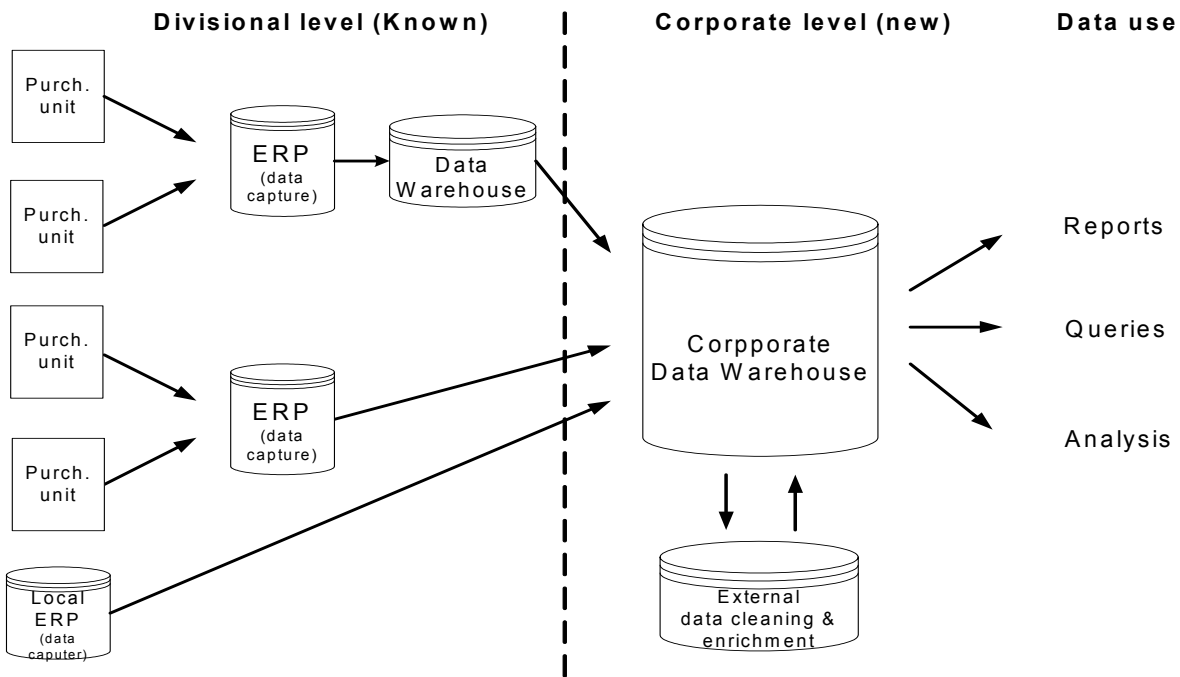 Divisional level (Known)
Corporate level (new)
Data use
Purch.
unit
ERP
(data
capture)
Data
Warehouse
Purch.
unit
Purch.
unit
ERP
(data
capture)
Purch.
unit
Local
ERP
(data
caputer)
Corpporate
Data Warehouse
External
data cleaning &
enrichment
Reports
Queries
Analysis